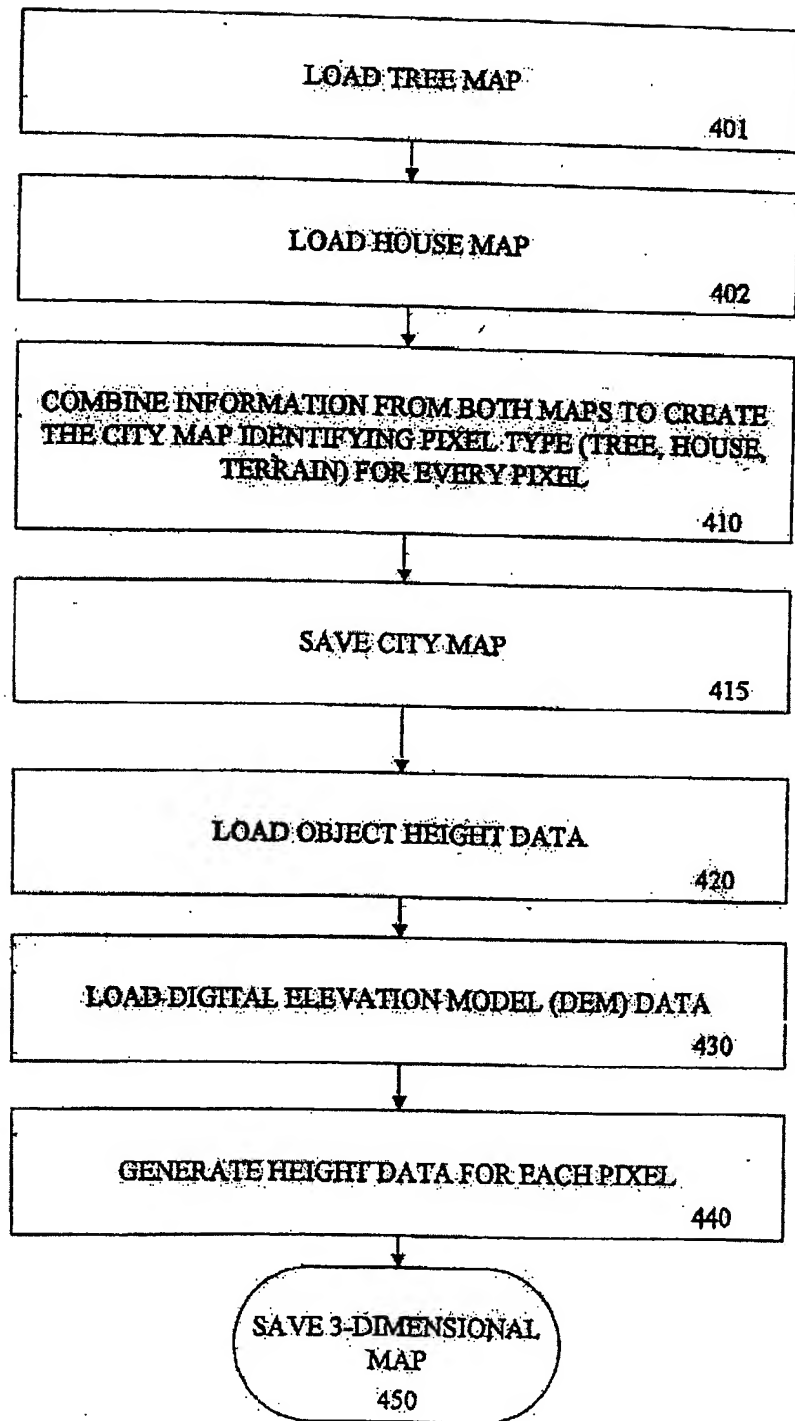 LOAD TREE MAP
401
LOAD HOUSE MAP
402
COMBINE INFORMATION FROM BOTH MAPS TO CREATE
THE CITY MAP IDENTIFYING PIXEL TYPE (TREE, HOUSE,
TERRAIN) FOR EVERY PIXEL
410
SAVE CITY MAP
415
LOAD OBJECT HEIGHT DATA
420
LOAD DIGITAL ELEVATION MODEL (DEM) DATA
430
GENERATE HEIGHT DATA FOR EACH PIXEL
440
SAVE 3-DIMENSIONAL
MAP
450